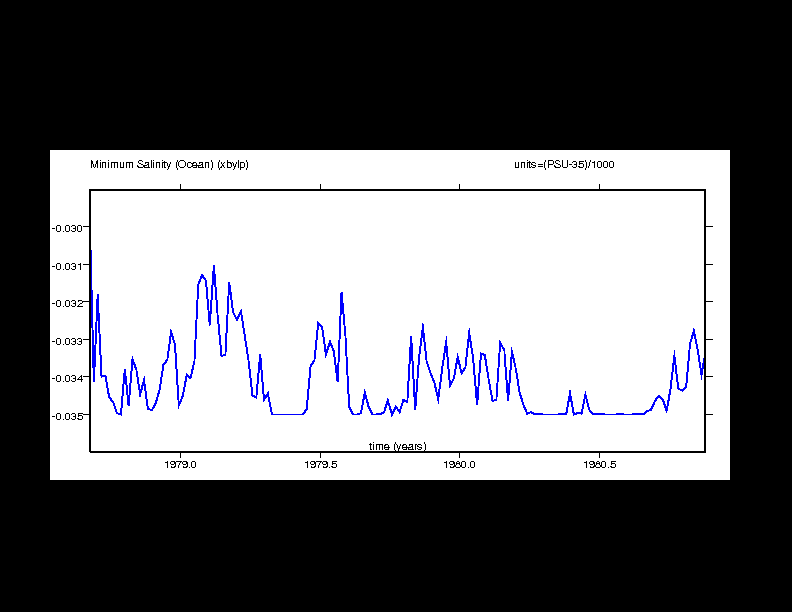 Minimum Salinity (Ocean) (xbylp) units=(PSU-35)/1000
-0.030
-0.031
-0.032
-0.033
-0.034
-0.035
time (years)
1979.0 1979.5 1980.0 1980.5